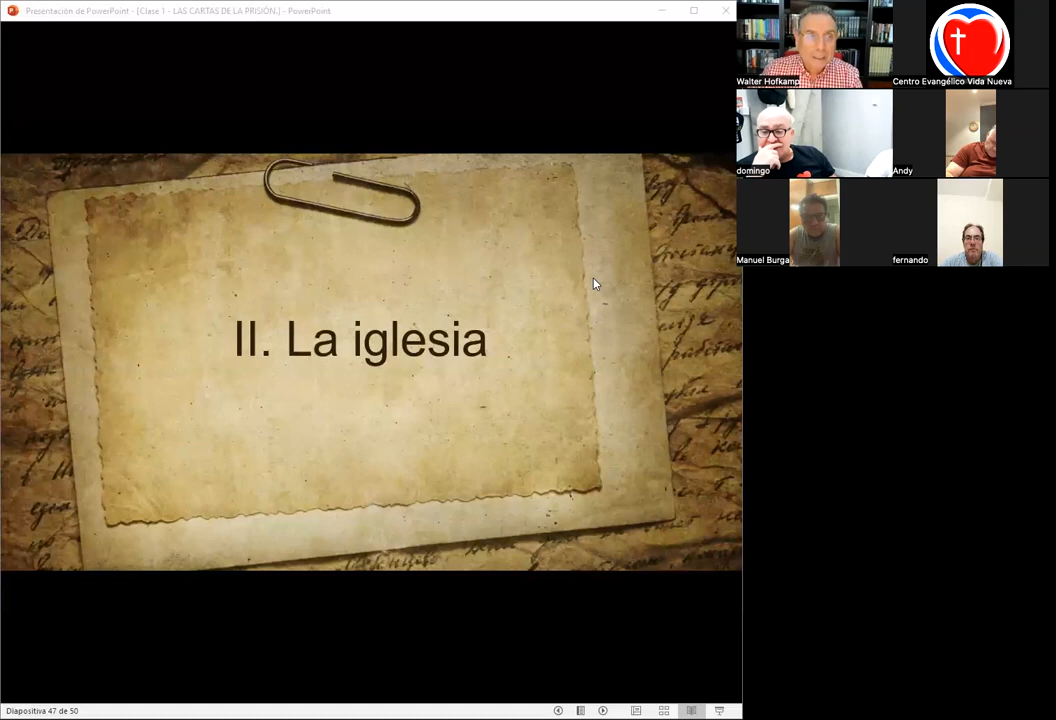 Presentación de PowerPoint - [Clase 1 - LAS CARTAS DE LA PRISIÓN.] - PowerPoint
II. La iglesia
Diapositiva 47 de 50
Walter Hofkamp
Centro Evangélico Vida Nueva
domingo
Andy
Manuel Burga
fernando